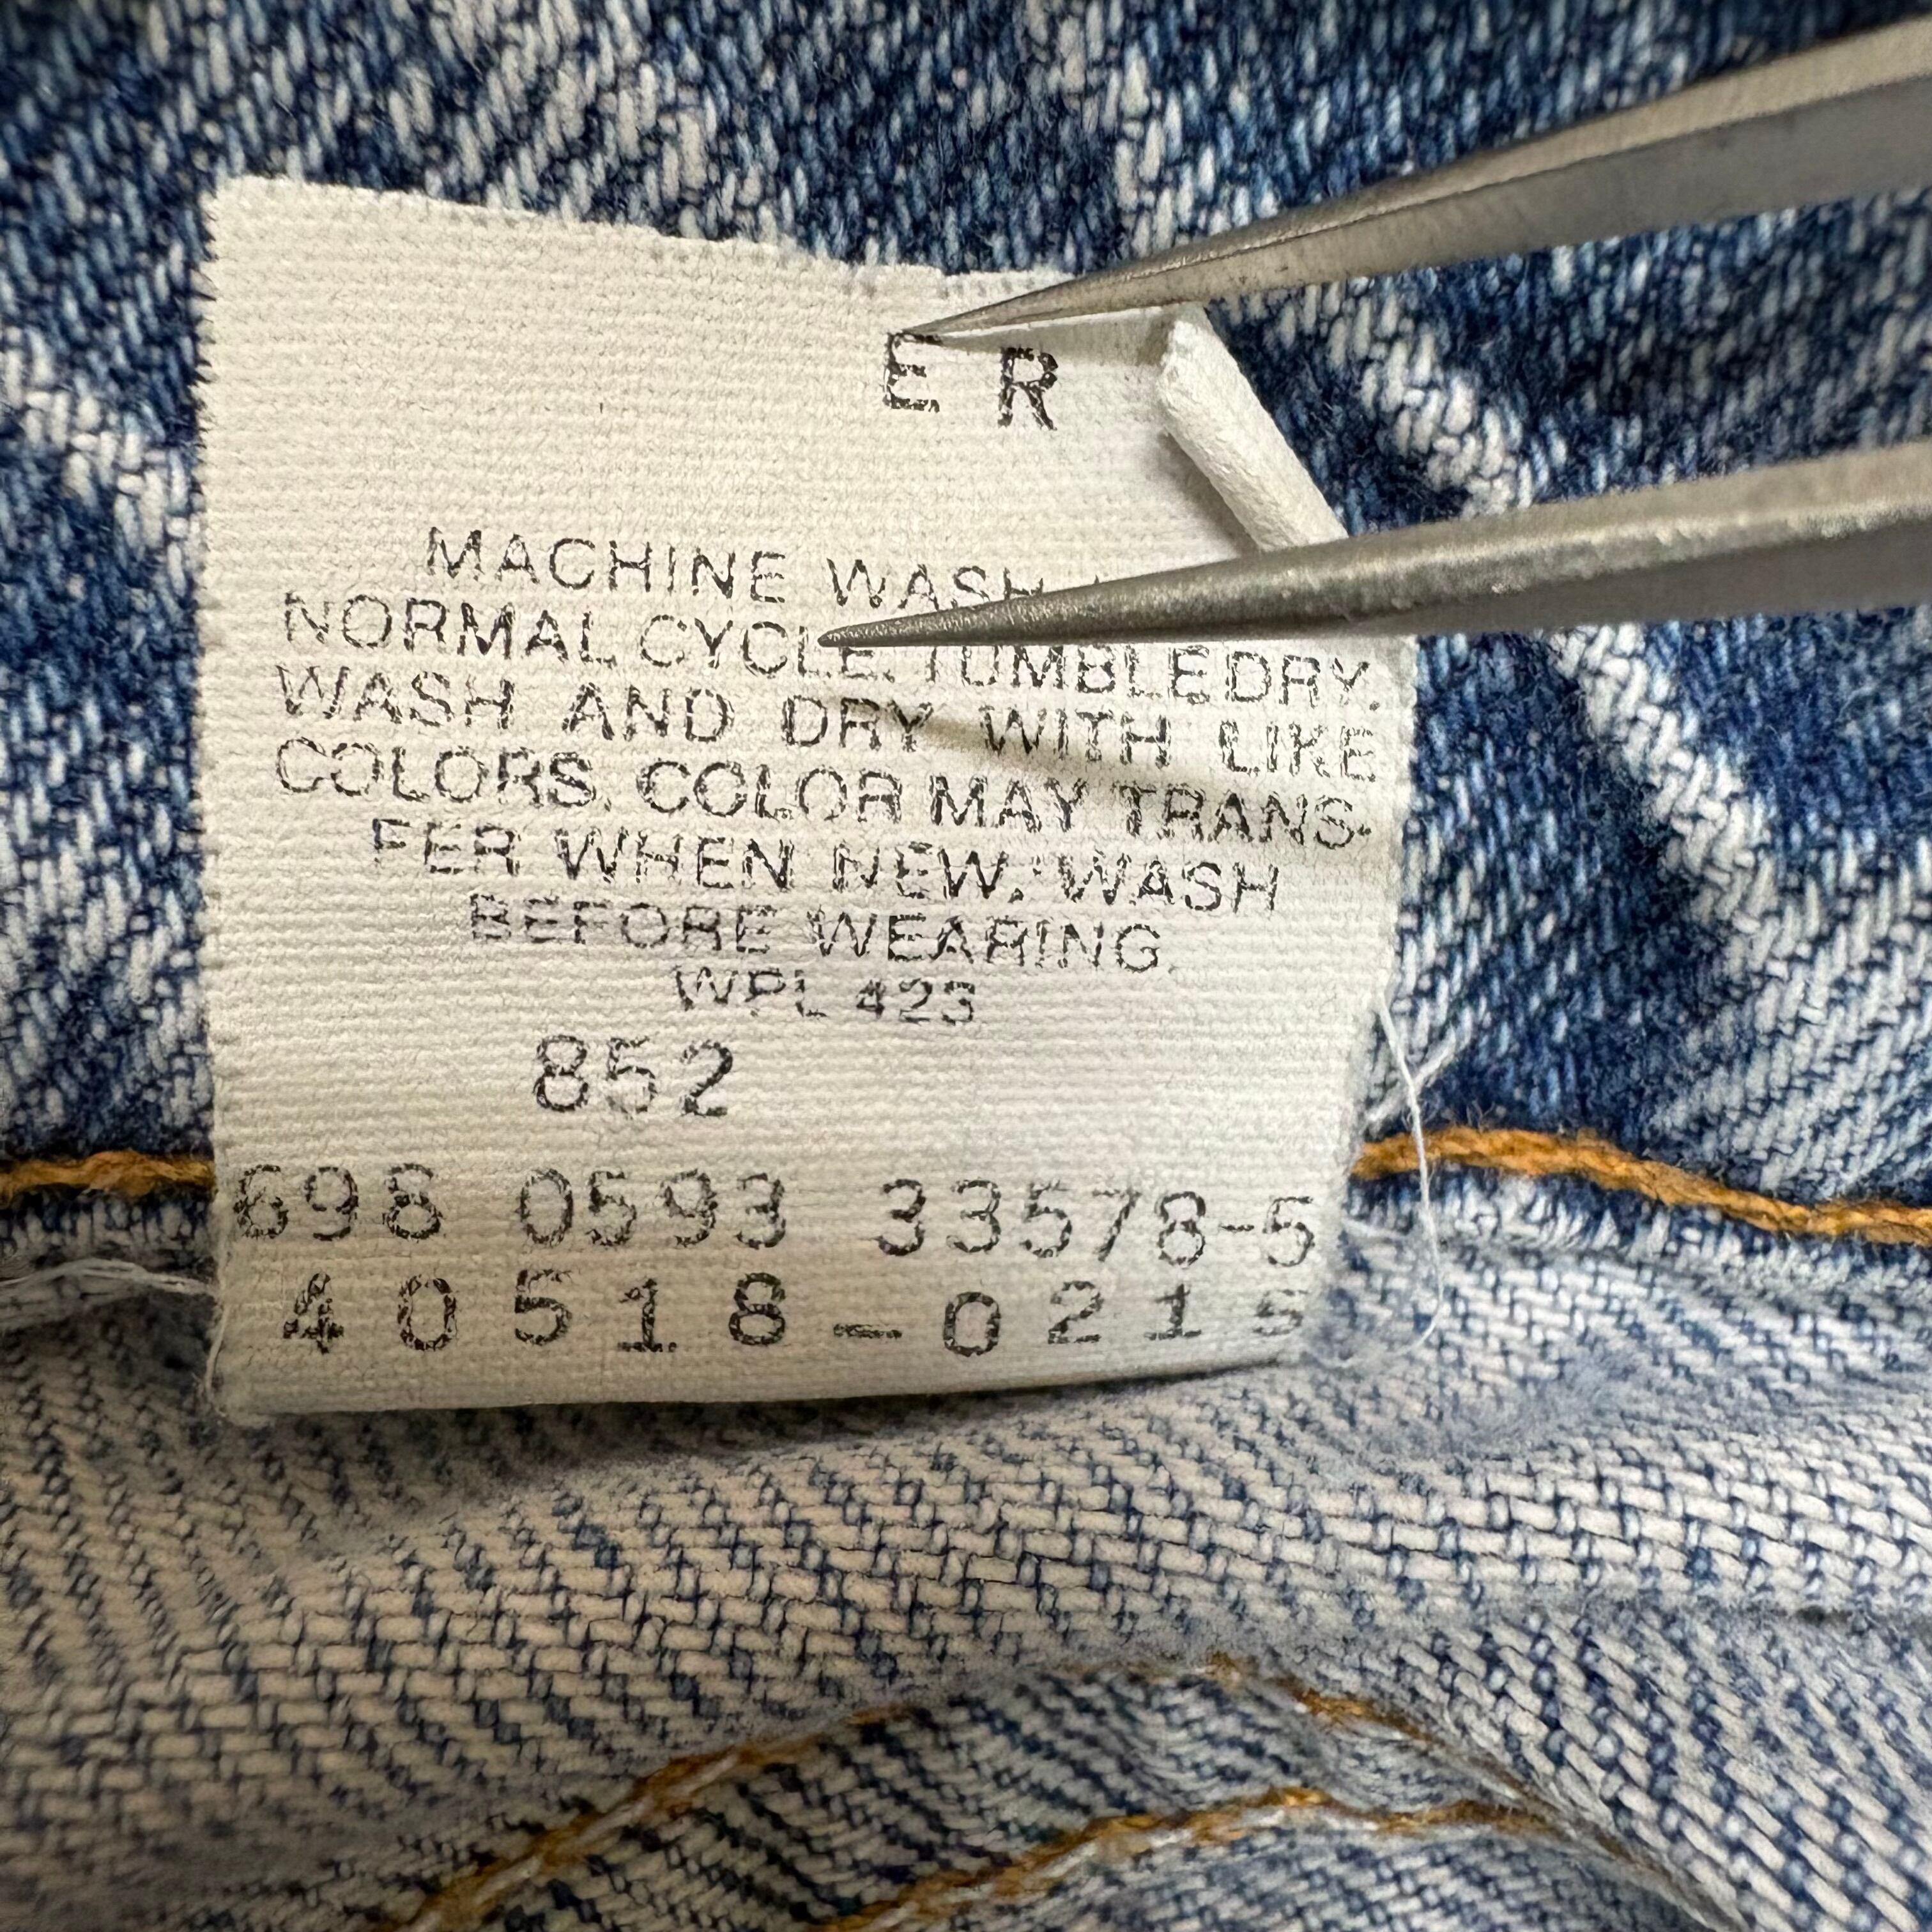 E R
MACHINE WASH
NORMAL CYCLE. TUMBLE DRY.
WASH AND DRY WITH LIKE
COLORS. COLOR MAY TRANS-
FER WHEN NEW. WASH
BEFORE WEARING.
WPL 423
852
698 0593 33578-5
40518-0215